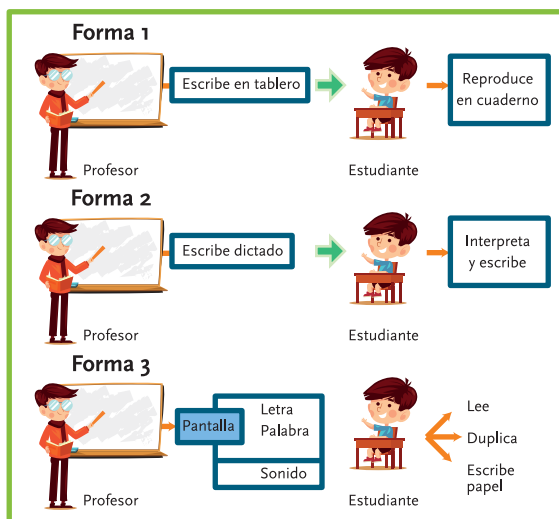 Forma 1
Escribe en tablero
Reproduce
en cuaderno
Profesor
Estudiante
Forma 2
Escribe dictado
Interpreta
y escribe
Profesor
Estudiante
Forma 3
Pantalla
Letra
Palabra
Sonido
Lee
Duplica
Escribe
papel
Profesor
Estudiante